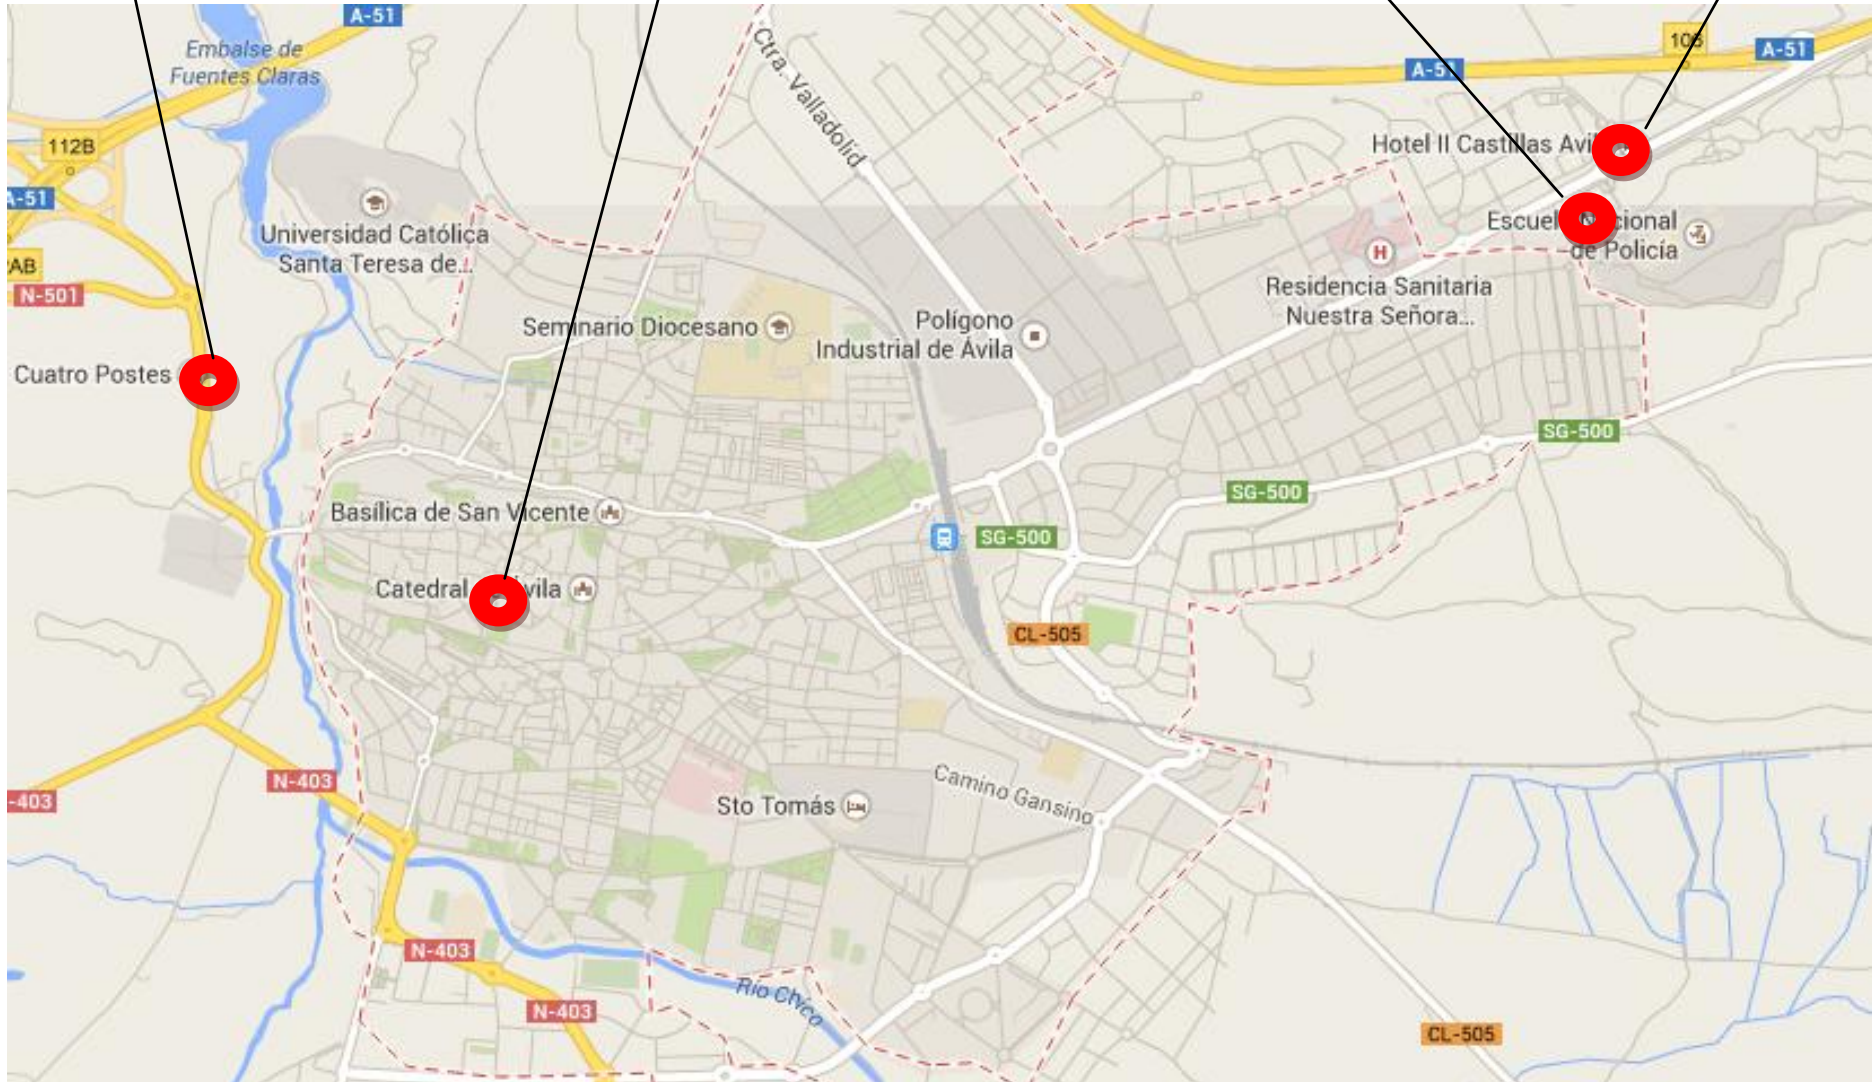 A-51
Embalse de
Fuentes Claras
Ctra. Valladolid
106
A-51
A-51
112B
A-51
Hotel II Castillas
Universidad Católica
Santa Teresa de...
Escuel
cional
de Policía
AB
N-501
H
Residencia Sanitaria
Nuestra Señora...
Seminario Diocesano
Polígono
Industrial de Ávila
Cuatro Postes
SG-500
SG-500
Basílica de San Vicente
SG-500
Catedral
vila
CL-505
N-403
-403
Camino Gansino
Sto Tomás
N-403
Río Chico
N-403
CL-505